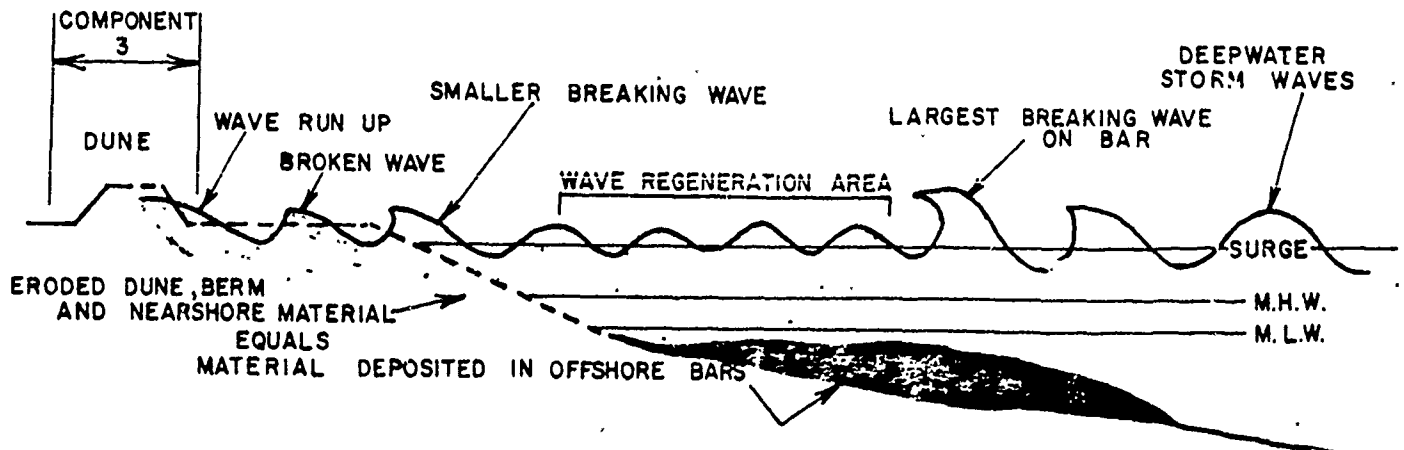 COMPONENT
3
DUNE
WAVE RUN UP
BROKEN WAVE
SMALLER BREAKING WAVE
WAVE REGENERATION AREA
LARGEST BREAKING WAVE
ON BAR
DEEPWATER
STORM WAVES
SURGE
M.H.W.
M.L.W.
ERODED DUNE, BERM
AND NEARSHORE MATERIAL
EQUALS
MATERIAL DEPOSITED IN OFFSHORE BARS